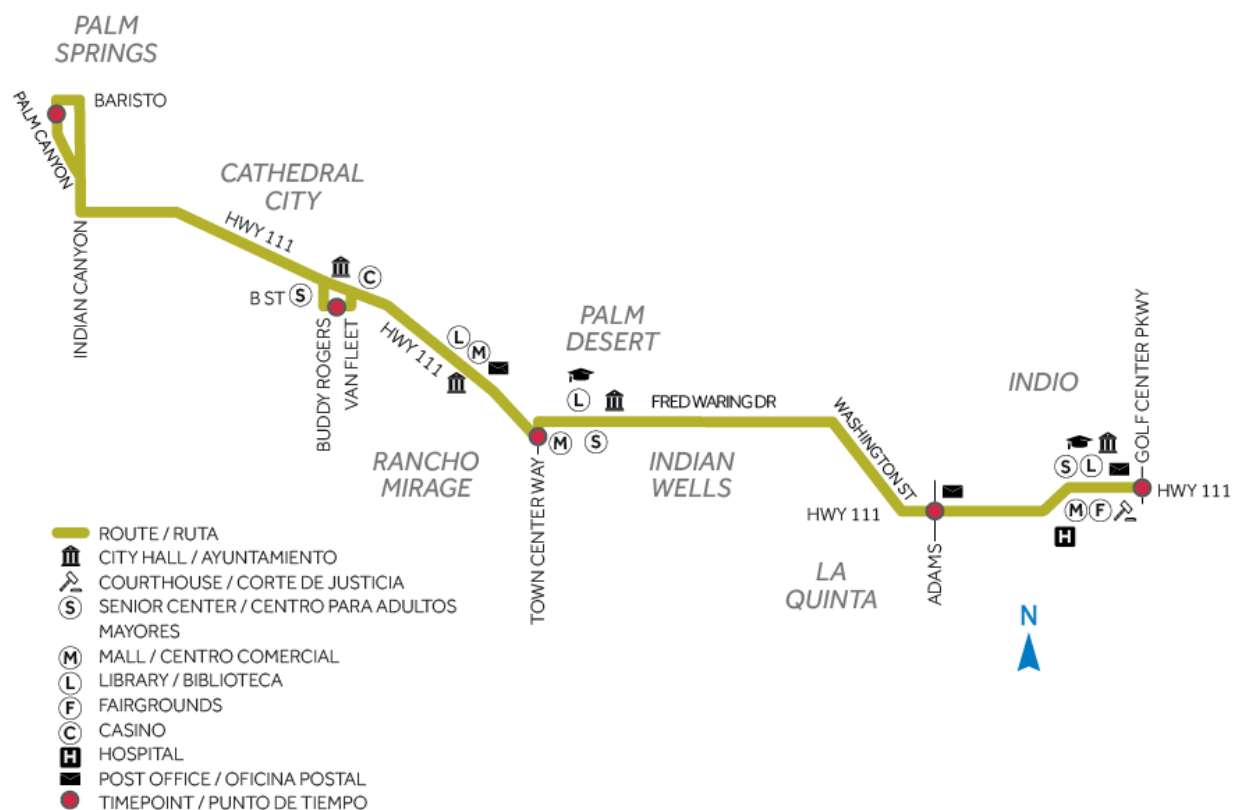 PALM
SPRINGS
BARISTO
PALM CANYON
INDIAN CANYON
CATHEDRAL
CITY
HWY 111
B ST
S
C
BUDDY ROGERS
VAN FLEET
HWY 111
L
M
RANCHO
MIRAGE
PALM
DESERT
L
FRED WARING DR
M
S
TOWN CENTER WAY
INDIAN
WELLS
WASHINGTON ST
HWY 111
ADAMS
LA
QUINTA
INDIO
GOLF CENTER PKWY
S
L
HWY 111
M
F
H
N
ROUTE / RUTA
CITY HALL / AYUNTAMIENTO
COURTHOUSE / CORTE DE JUSTICIA
S SENIOR CENTER / CENTRO PARA ADULTOS
MAYORES
M MALL / CENTRO COMERCIAL
L LIBRARY / BIBLIOTECA
F FAIRGROUNDS
C CASINO
H HOSPITAL
POST OFFICE / OFICINA POSTAL
TIMEPOINT / PUNTO DE TIEMPO